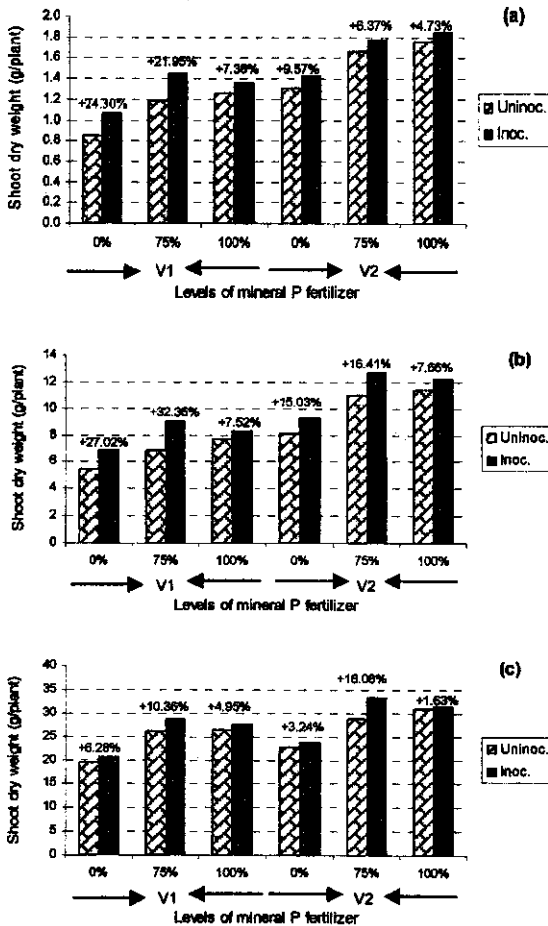 (a)
Shoot dry weight (g/plant)
2.0
1.8
1.6
1.4
1.2
1.0
0.8
0.6
0.4
0.2
0.0
+24.30%
+21.95%
+7.36%
+9.57%
+6.37%
+4.73%
Uninoc.
Inoc.
0% 75% 100% 0% 75% 100%
V1 V2
Levels of mineral P fertilizer
(b)
Shoot dry weight (g/plant)
14
12
10
8
6
4
2
0
+27.02%
+32.36%
+7.52%
+15.03%
+16.41%
+7.66%
Uninoc.
Inoc.
0% 75% 100% 0% 75% 100%
V1 V2
Levels of mineral P fertilizer
(c)
Shoot dry weight (g/plant)
40
35
30
25
20
15
10
5
0
+6.28%
+10.36%
+4.95%
+3.24%
+16.06%
+1.63%
Uninoc.
Inoc.
0% 75% 100% 0% 75% 100%
V1 V2
Levels of mineral P fertilizer